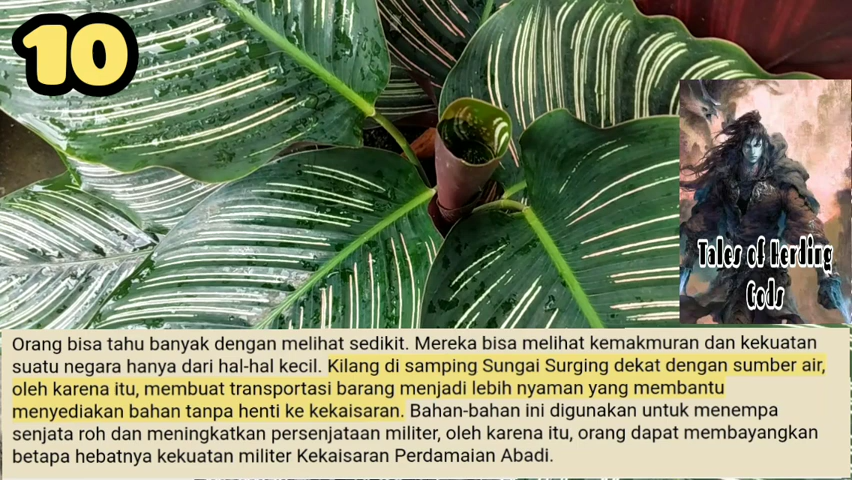 10
Tales of Herding
Gods
Orang bisa tahu banyak dengan melihat sedikit. Mereka bisa melihat kemakmuran dan kekuatan
suatu negara hanya dari hal-hal kecil. Kilang di samping Sungai Surging dekat dengan sumber air,
oleh karena itu, membuat transportasi barang menjadi lebih nyaman yang membantu
menyediakan bahan tanpa henti ke kekaisaran. Bahan-bahan ini digunakan untuk menempa
senjata roh dan meningkatkan persenjataan militer, oleh karena itu, orang dapat membayangkan
betapa hebatnya kekuatan militer Kekaisaran Perdamaian Abadi.